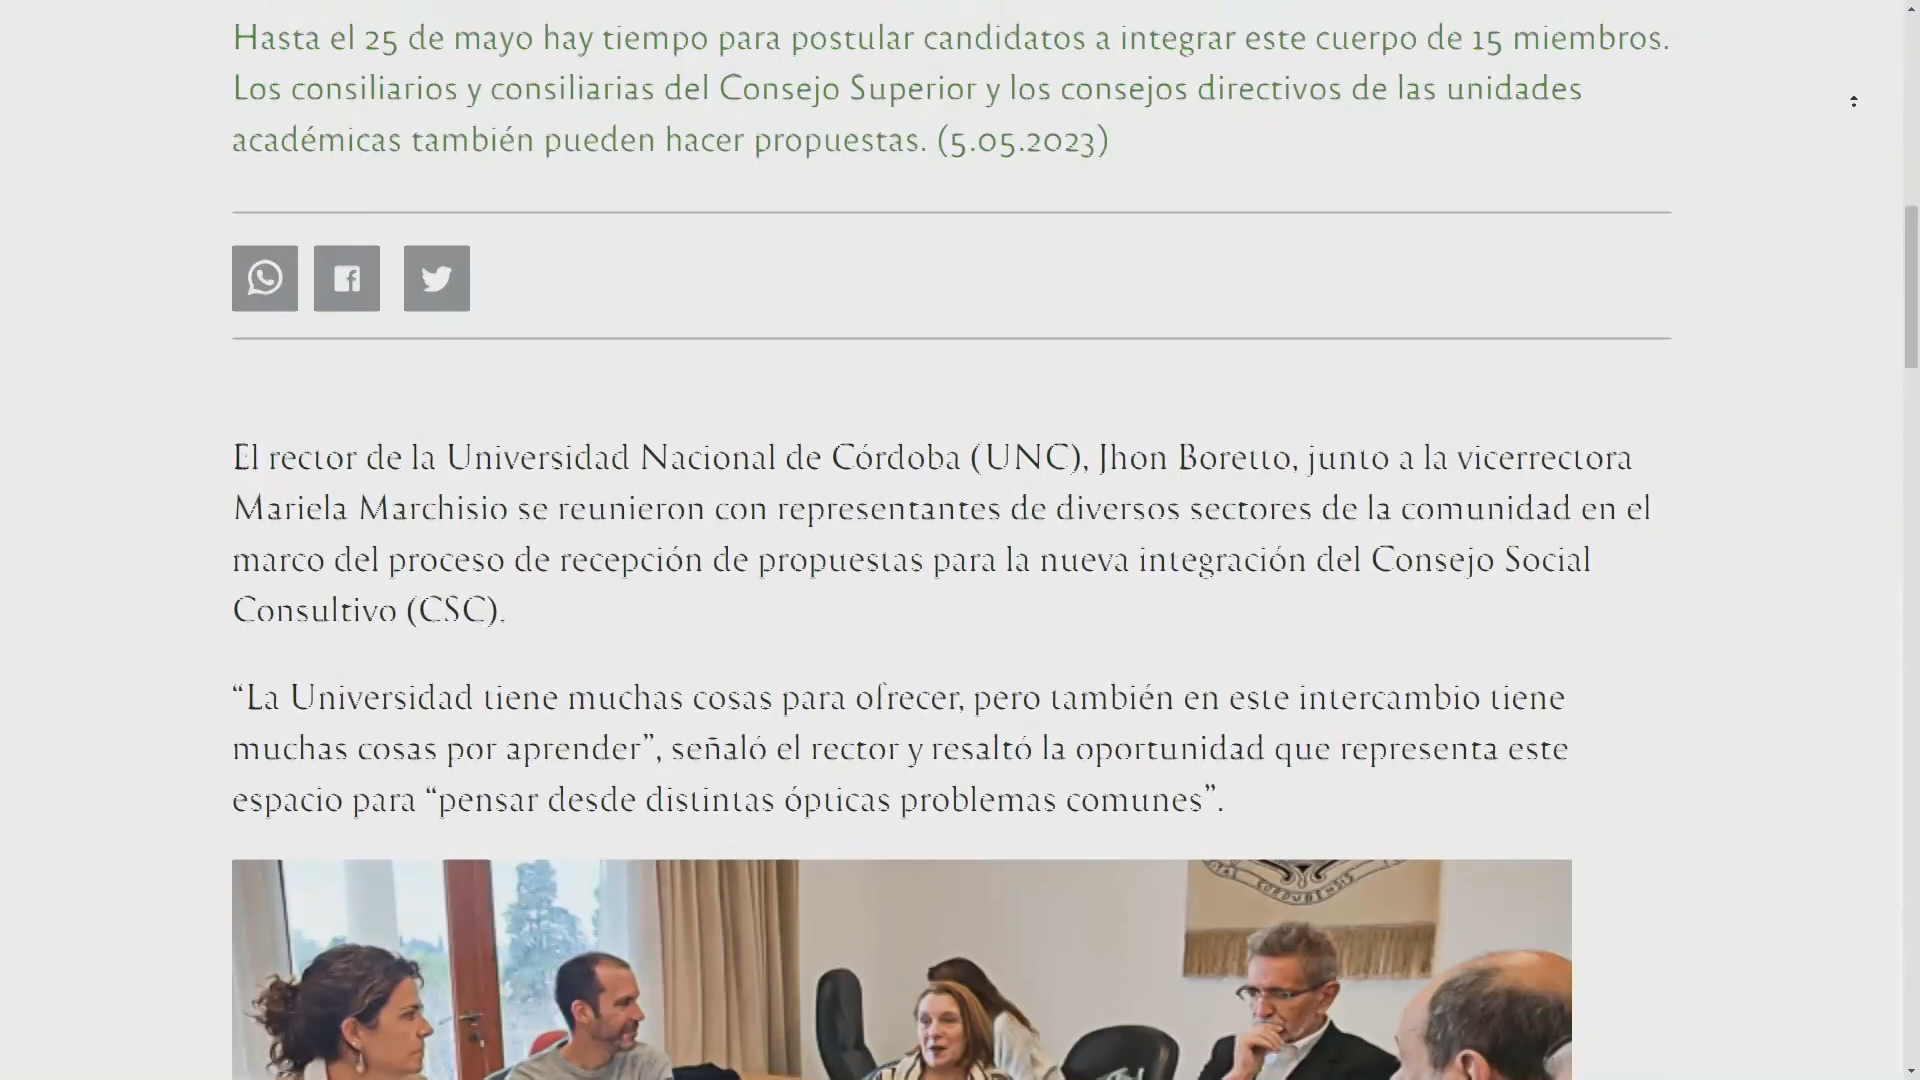 Hasta el 25 de mayo hay tiempo para postular candidatos a integrar este cuerpo de 15 miembros.
Los consiliarios y consiliarias del Consejo Superior y los consejos directivos de las unidades
académicas también pueden hacer propuestas. (5.05.2023)
El rector de la Universidad Nacional de Córdoba (UNC), Jhon Boretto, junto a la vicerrectora
Mariela Marchisio se reunieron con representantes de diversos sectores de la comunidad en el
marco del proceso de recepción de propuestas para la nueva integración del Consejo Social
Consultivo (CSC).
“La Universidad tiene muchas cosas para ofrecer, pero también en este intercambio tiene
muchas cosas por aprender”, señaló el rector y resaltó la oportunidad que representa este
espacio para “pensar desde distintas ópticas problemas comunes”.